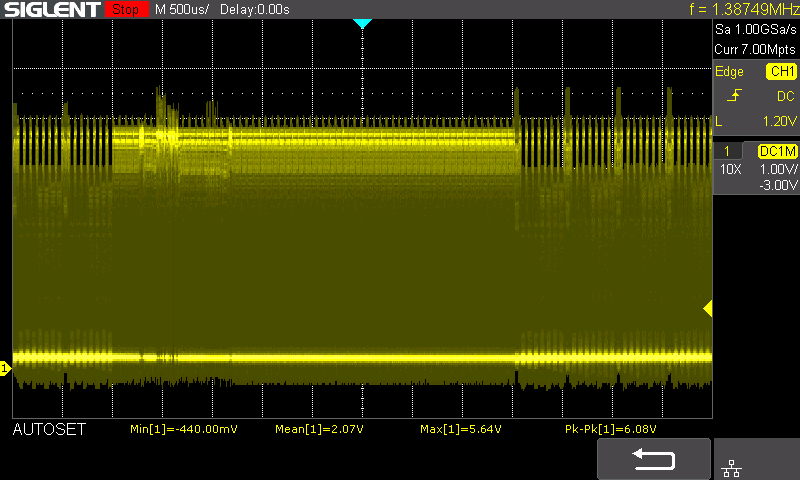 SIGLENT Stop M 500us/ Delay:0.00s f = 1.38749MHz
Sa 1.00GSa/s
Curr 7.00Mpts
Edge CH1
DC
L 1.20V
1 DC1M
10X 1.00V/
-3.00V
1
AUTOSET Min[1]=-440.00mV Mean[1]=2.07V Max[1]=5.64V Pk-Pk[1]=6.08V